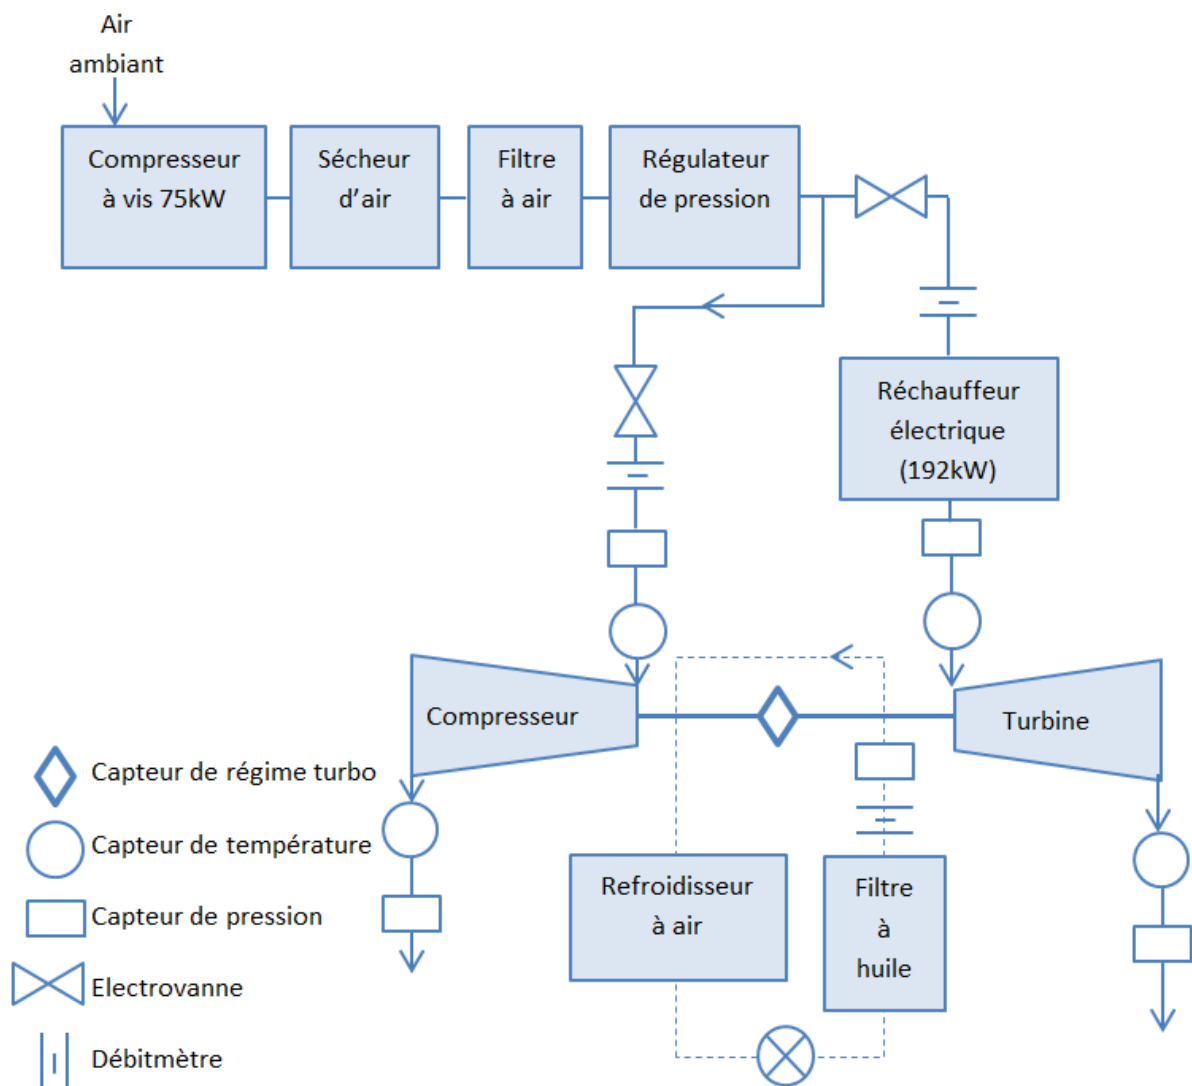 Air
ambiant
Compresseur
à vis 75kW
Sécheur
d'air
Filtre
à air
Régulateur
de pression
Réchauffeur
électrique
(192kW)
Compresseur
Turbine
Capteur de régime turbo
Capteur de température
Capteur de pression
Electrovanne
Débitmètre
Refroidisseur
à air
Filtre
à
huile